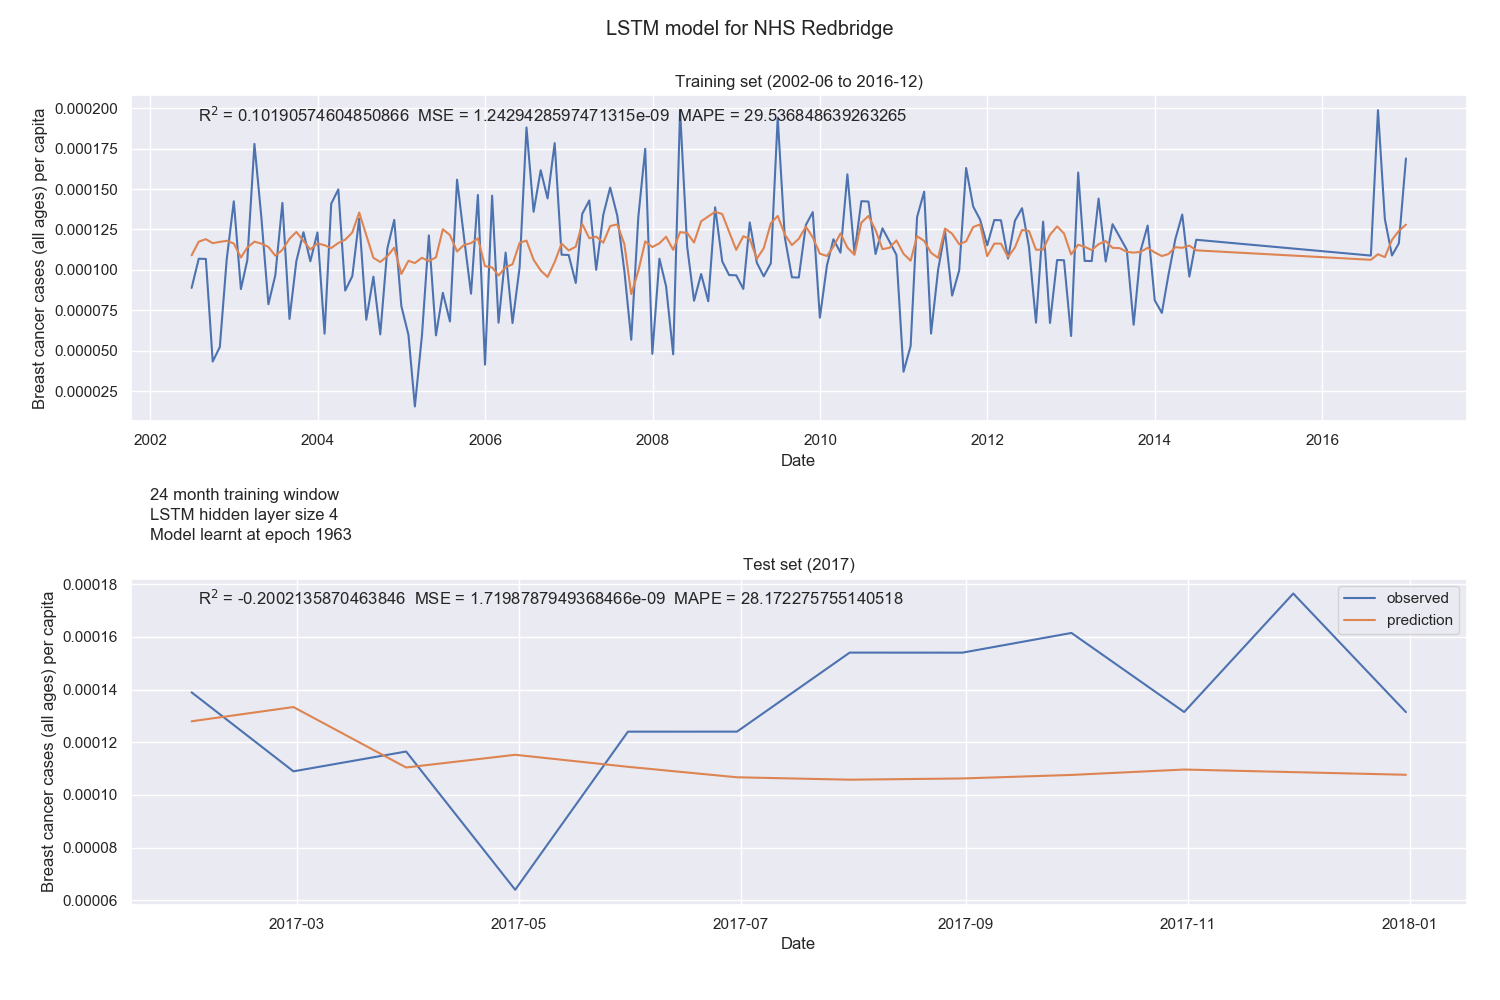 LSTM model for NHS Redbridge
Training set (2002-06 to 2016-12)
R² = 0.10190574604850866 MSE = 1.2429428597471315e-09 MAPE = 29.536848639263265
Breast cancer cases (all ages) per capita
0.000200
0.000175
0.000150
0.000125
0.000100
0.000075
0.000050
0.000025
2002 2004 2006 2008 2010 2012 2014 2016
Date
24 month training window
LSTM hidden layer size 4
Model learnt at epoch 1963
Test set (2017)
R² = -0.2002135870463846 MSE = 1.7198787949368466e-09 MAPE = 28.172275755140518
observed
prediction
Breast cancer cases (all ages) per capita
0.00018
0.00016
0.00014
0.00012
0.00010
0.00008
0.00006
2017-03 2017-05 2017-07 2017-09 2017-11 2018-01
Date